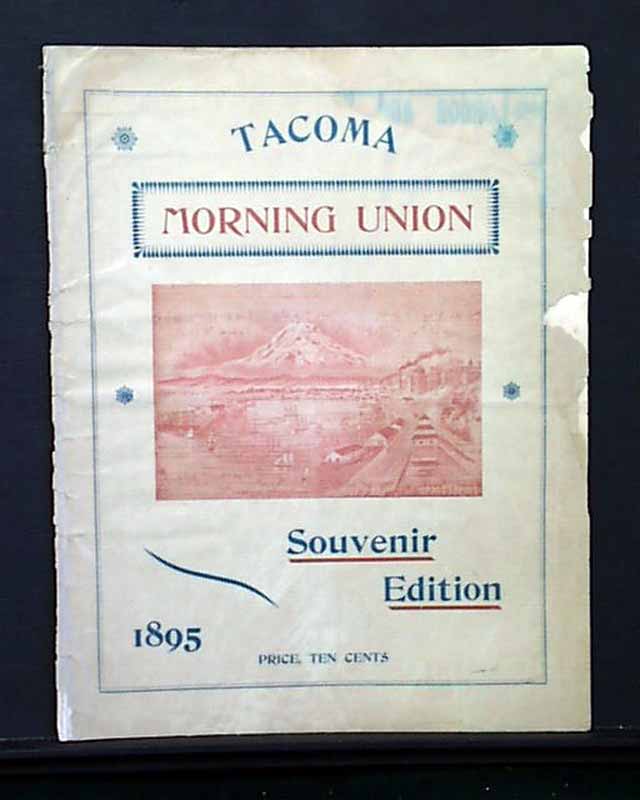 TACOMA
MORNING UNION
Souvenir
Edition
1895
PRICE, TEN CENTS